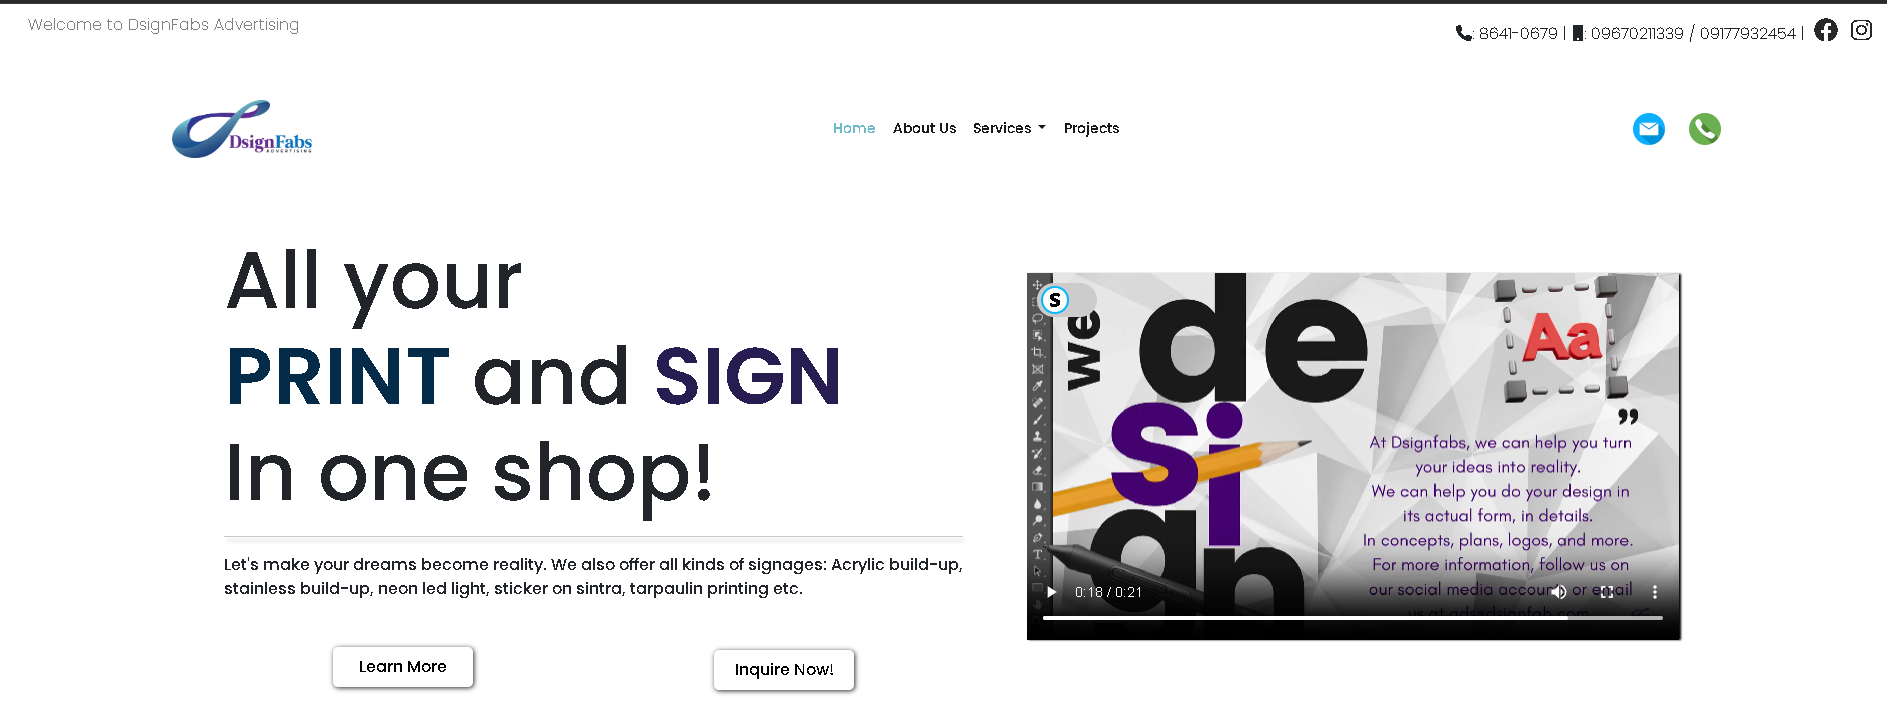 Welcome to DsignFabs Advertising
: 8641-0679 | : 09670211339 / 09177932454 |
DsignFabs
ADVERTISING
Home About Us Services Projects
All your
PRINT and SIGN
In one shop!
Let's make your dreams become reality. We also offer all kinds of signages: Acrylic build-up,
stainless build-up, neon led light, sticker on sintra, tarpaulin printing etc.
Learn More
Inquire Now!
S
we
de
Si
gn
Aa
”
At Dsignfabs, we can help you turn
your ideas into reality.
We can help you do your design in
its actual form, in details.
In concepts, plans, logos, and more.
For more information, follow us on
our social media account or email
us at adsedsignfab.com
T
0:18 / 0:21